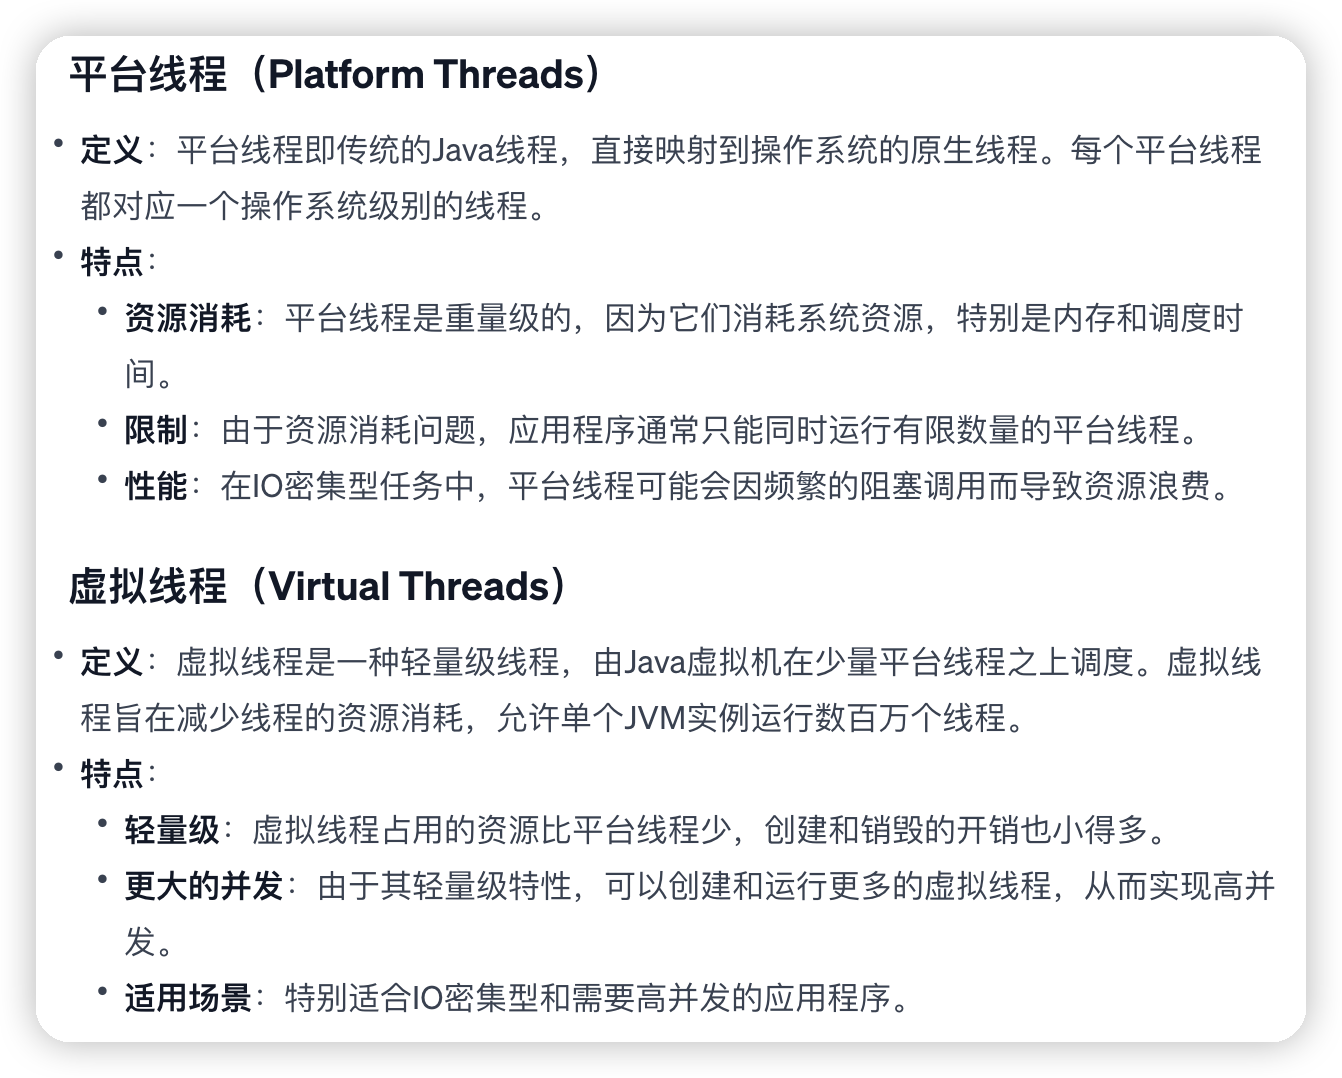 平台线程（Platform Threads）
• 定义：平台线程即传统的Java线程，直接映射到操作系统的原生线程。每个平台线程
都对应一个操作系统级别的线程。
• 特点：
• 资源消耗：平台线程是重量级的，因为它们消耗系统资源，特别是内存和调度时
间。
• 限制：由于资源消耗问题，应用程序通常只能同时运行有限数量的平台线程。
• 性能：在IO密集型任务中，平台线程可能会因频繁的阻塞调用而导致资源浪费。
虚拟线程（Virtual Threads）
• 定义：虚拟线程是一种轻量级线程，由Java虚拟机在少量平台线程之上调度。虚拟线
程旨在减少线程的资源消耗，允许单个JVM实例运行数百万个线程。
• 特点：
• 轻量级：虚拟线程占用的资源比平台线程少，创建和销毁的开销也小得多。
• 更大的并发：由于其轻量级特性，可以创建和运行更多的虚拟线程，从而实现高并
发。
• 适用场景：特别适合IO密集型和需要高并发的应用程序。